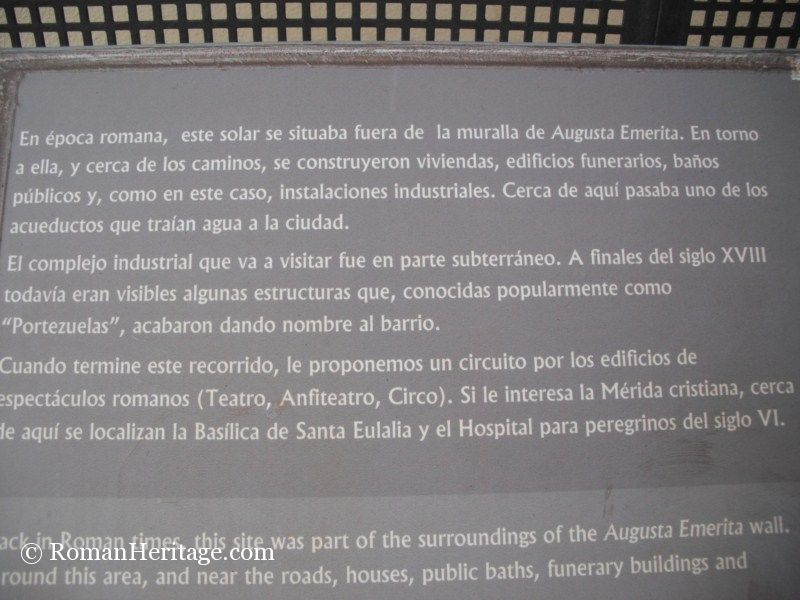 En época romana, este solar se situaba fuera de la muralla de Augusta Emerita. En torno
a ella, y cerca de los caminos, se construyeron viviendas, edificios funerarios, baños
públicos y, como en este caso, instalaciones industriales. Cerca de aquí pasaba uno de los
acueductos que traían agua a la ciudad.
El complejo industrial que va a visitar fue en parte subterráneo. A finales del siglo XVIII
todavía eran visibles algunas estructuras que, conocidas popularmente como
“Portezuelas”, acabaron dando nombre al barrio.
Cuando termine este recorrido, le proponemos un circuito por los edificios de
espectáculos romanos (Teatro, Anfiteatro, Circo). Si le interesa la Mérida cristiana, cerca
de aquí se localizan la Basílica de Santa Eulalia y el Hospital para peregrinos del siglo VI.
ack in Roman times, this site was part of the surroundings of the Augusta Emerita wall.
© RomanHeritage.com
round this area, and near the roads, houses, public baths, funerary buildings and